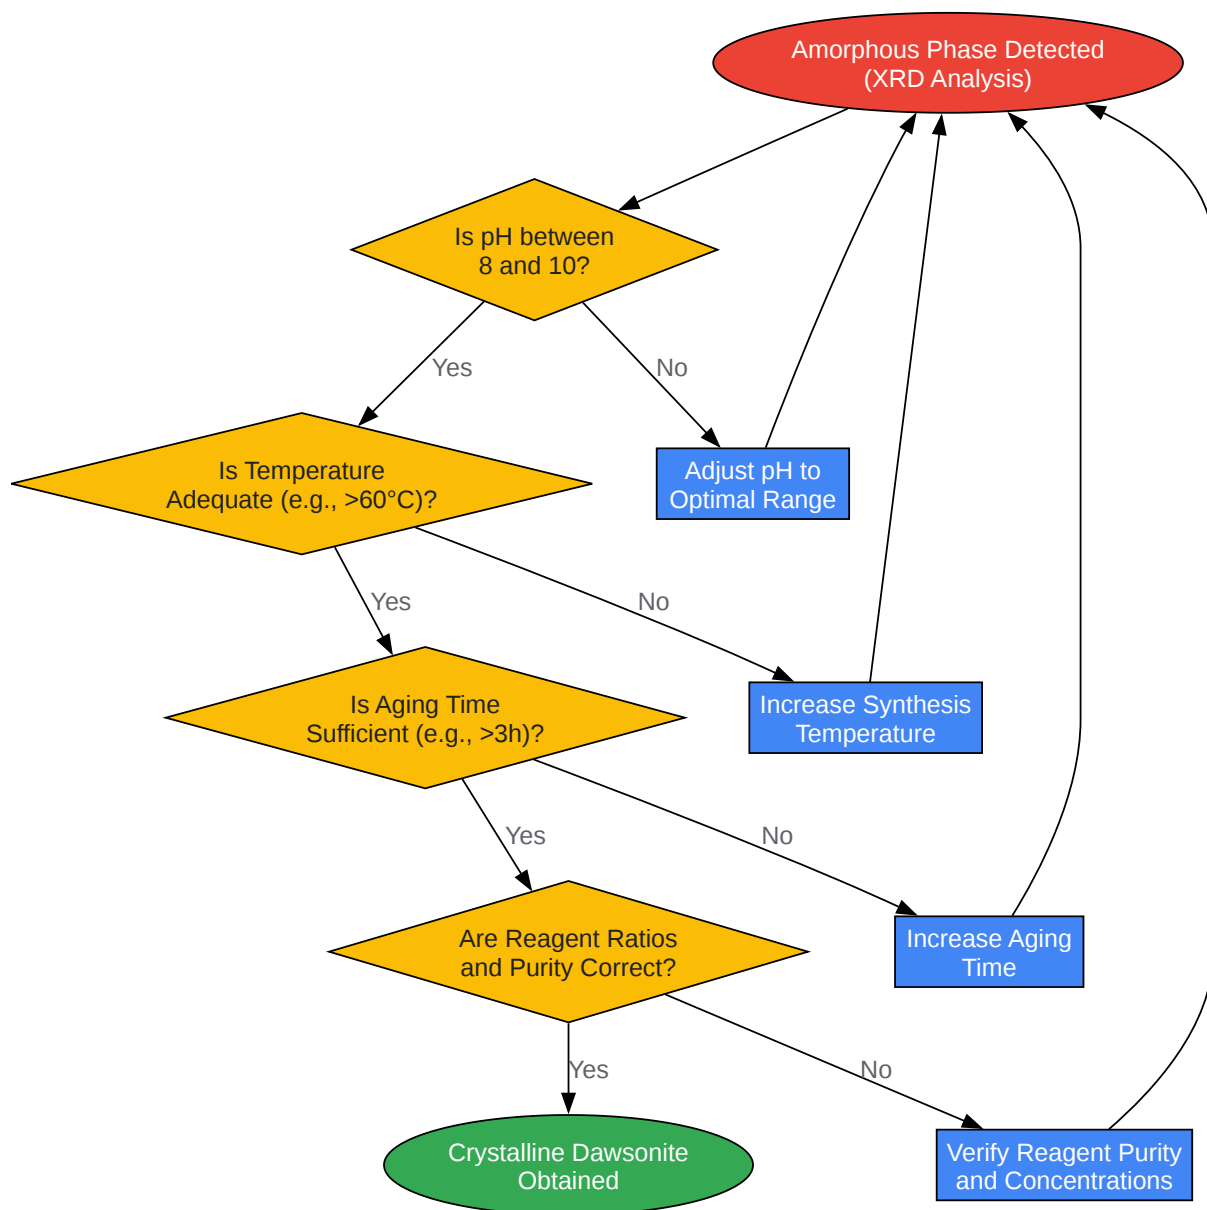 Amorphous Phase Detected
(XRD Analysis)
Is pH between
8 and 10?
Yes
No
Is Temperature
Adequate (e.g., >60°C)?
Adjust pH to
Optimal Range
Yes
No
Is Aging Time
Sufficient (e.g., >3h)?
Increase Synthesis
Temperature
Yes
No
Are Reagent Ratios
and Purity Correct?
Increase Aging
Time
Yes
No
Crystalline Dawsonite
Obtained
Verify Reagent Purity
and Concentrations